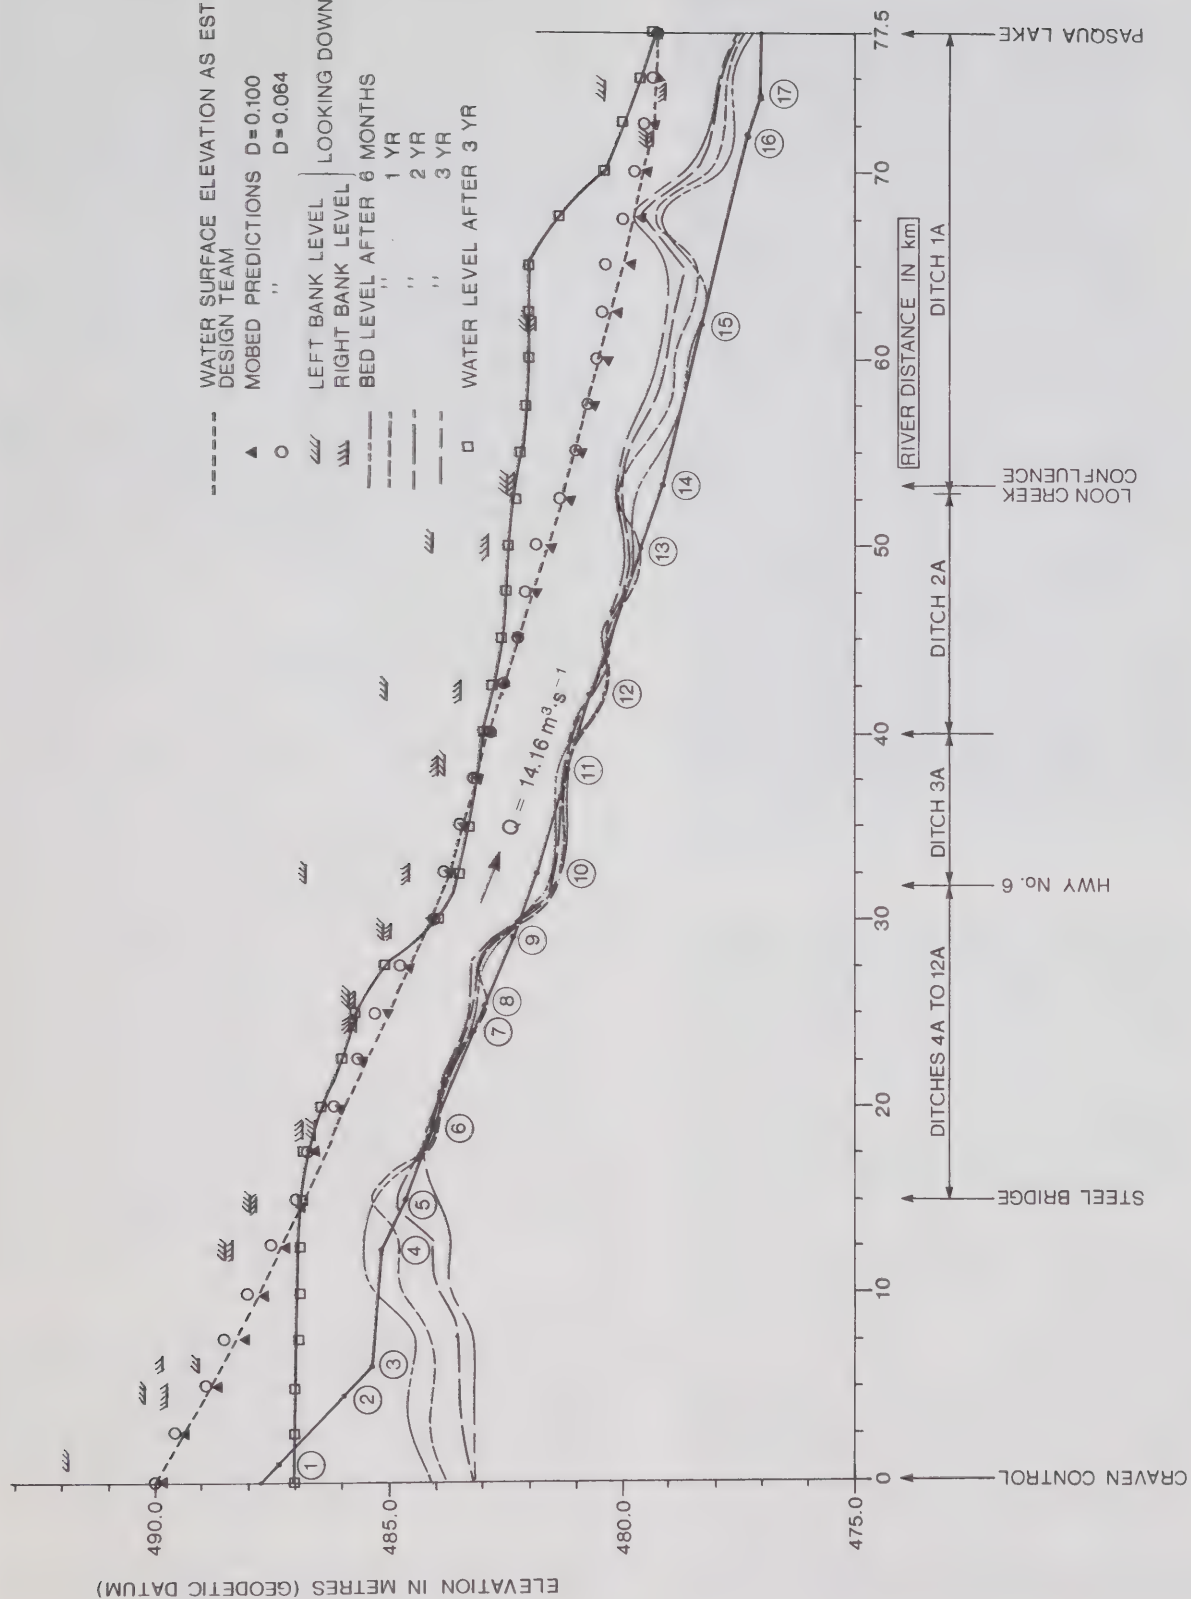 WATER SURFACE ELEVATION AS EST
DESIGN TEAM
MOBED PREDICTIONS D=0.100
" D=0.064
LEFT BANK LEVEL
RIGHT BANK LEVEL
LOOKING DOWN
BED LEVEL AFTER 6 MONTHS
" 1 YR
" 2 YR
" 3 YR
WATER LEVEL AFTER 3 YR
Q = 14.16 m³·s⁻¹
1
2
3
4
5
6
7
8
9
10
11
12
13
14
15
16
17
ELEVATION IN METRES (GEODETIC DATUM)
490.0
485.0
480.0
475.0
0
10
20
30
40
50
60
70
77.5
RIVER DISTANCE IN km
DITCHES 4A TO 12A
DITCH 3A
DITCH 2A
DITCH 1A
CRAVEN CONTROL
STEEL BRIDGE
HWY No. 6
LOON CREEK
CONFLUENCE
PASQUA LAKE